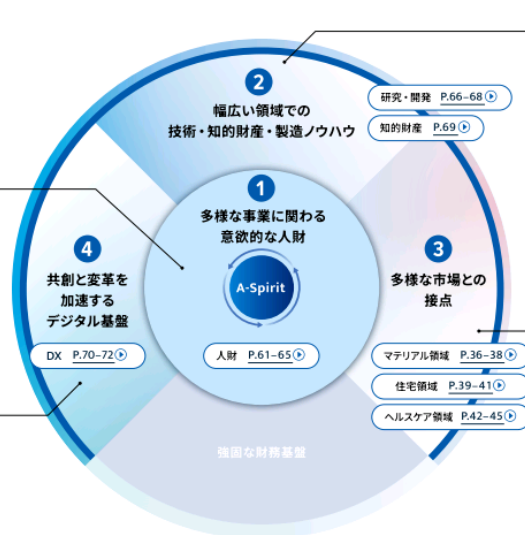 2
幅広い領域での
技術・知的財産・製造ノウハウ
研究・開発 P.66–68
知的財産 P.69
1
多様な事業に関わる
意欲的な人財
A-Spirit
人財 P.61–65
4
共創と変革を
加速する
デジタル基盤
DX P.70–72
3
多様な市場との
接点
マテリアル領域 P.36–38
住宅領域 P.39–41
ヘルスケア領域 P.42–45
強固な財務基盤